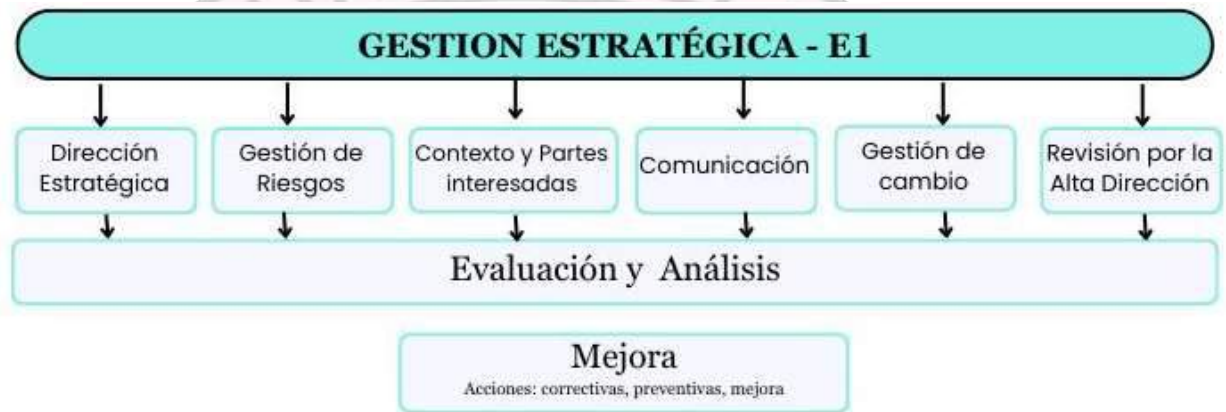 GESTION ESTRATÉGICA - E1
Dirección
Estratégica
Gestión de
Riesgos
Contexto y Partes
interesadas
Comunicación
Gestión de
cambio
Revisión por la
Alta Dirección
Evaluación y Análisis
Mejora
Acciones: correctivas, preventivas, mejora